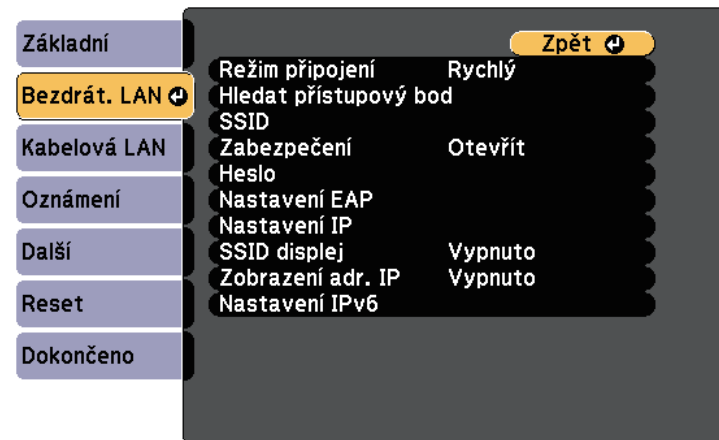 Základní
Bezdrát. LAN
Kabelová LAN
Oznámení
Další
Reset
Dokončeno
Zpět
Režim připojení Rychlý
Hledat přístupový bod
SSID
Zabezpečení Otevřít
Heslo
Nastavení EAP
Nastavení IP
SSID displej Vypnuto
Zobrazení adr. IP Vypnuto
Nastavení IPv6